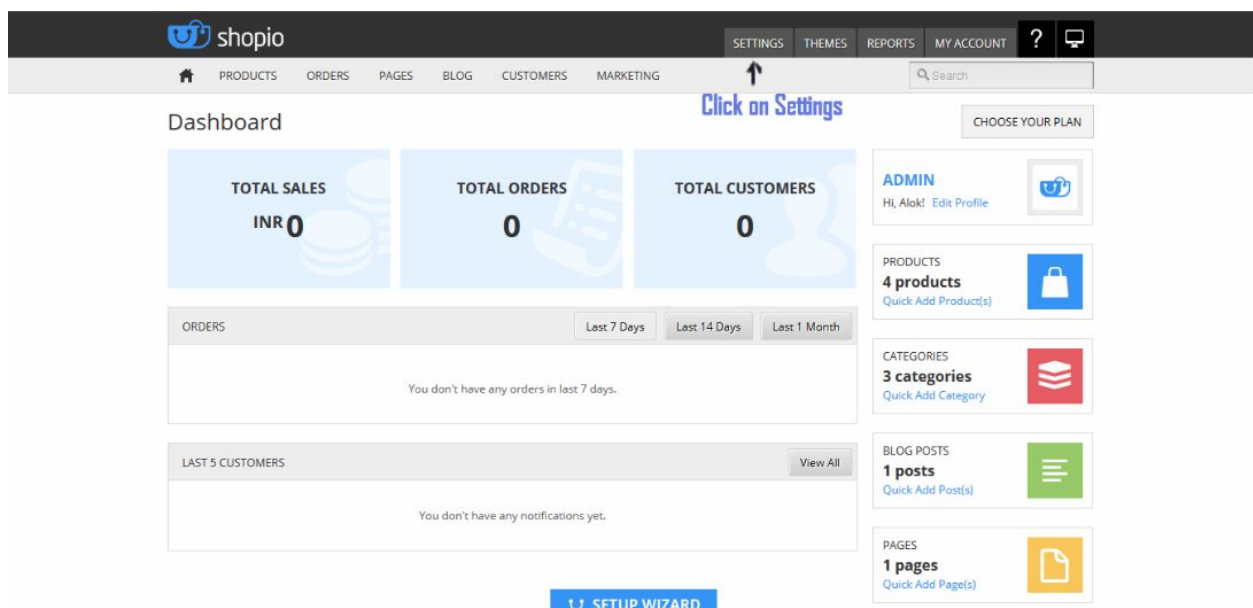 shopio
SETTINGS THEMES REPORTS MY ACCOUNT ?
PRODUCTS ORDERS PAGES BLOG CUSTOMERS MARKETING Search
Click on Settings
Dashboard
CHOOSE YOUR PLAN
TOTAL SALES
INR 0
TOTAL ORDERS
0
TOTAL CUSTOMERS
0
ADMIN
Hi, Alok! Edit Profile
PRODUCTS
4 products
Quick Add Product(s)
ORDERS Last 7 Days Last 14 Days Last 1 Month
You don't have any orders in last 7 days.
CATEGORIES
3 categories
Quick Add Category
LAST 5 CUSTOMERS View All
You don't have any notifications yet.
BLOG POSTS
1 posts
Quick Add Post(s)
PAGES
1 pages
Quick Add Page(s)
SETUP WIZARD